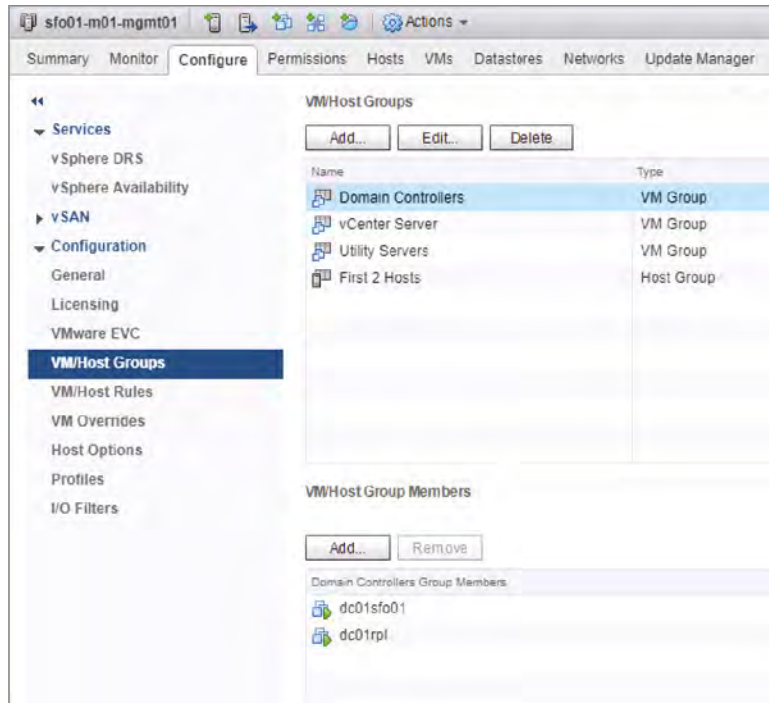 sfo01-m01-mgmt01 Actions
Summary Monitor Configure Permissions Hosts VMs Datastores Networks Update Manager
Services
vSphere DRS
vSphere Availability
vSAN
Configuration
General
Licensing
VMware EVC
VM/Host Groups
VM/Host Rules
VM Overrides
Host Options
Profiles
I/O Filters
VM/Host Groups
Add... Edit... Delete
Name Type
Domain Controllers VM Group
vCenter Server VM Group
Utility Servers VM Group
First 2 Hosts Host Group
VM/Host Group Members
Add... Remove
Domain Controllers Group Members
dc01sfo01
dc01rpl